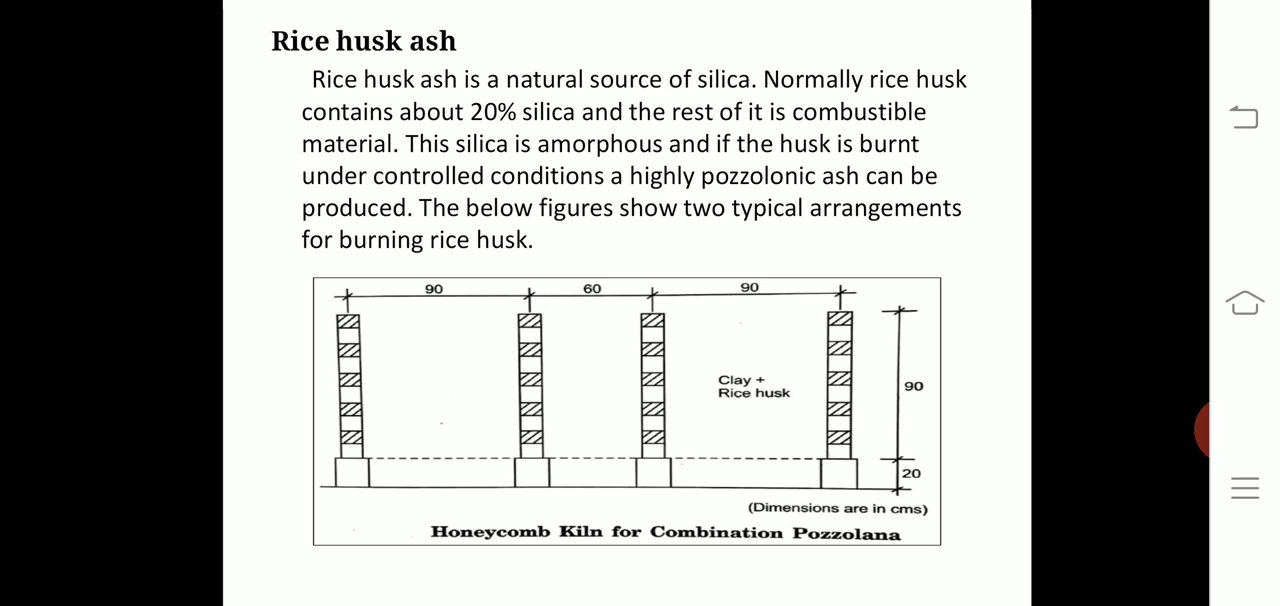 Rice husk ash
Rice husk ash is a natural source of silica. Normally rice husk
contains about 20% silica and the rest of it is combustible
material. This silica is amorphous and if the husk is burnt
under controlled conditions a highly pozzolonic ash can be
produced. The below figures show two typical arrangements
for burning rice husk.
90 60 90
Clay +
Rice husk
90
20
(Dimensions are in cms)
Honeycomb Kiln for Combination Pozzolana